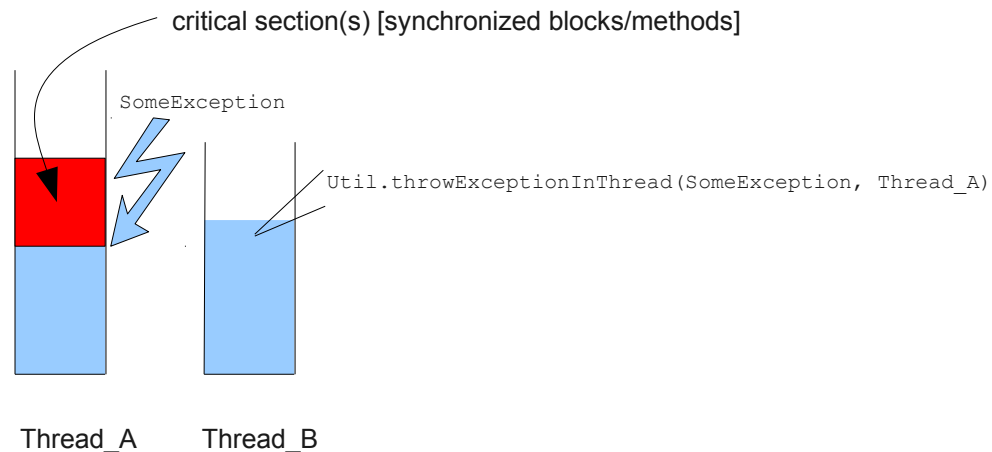 critical section(s) [synchronized blocks/methods]
SomeException
Util.throwExceptionInThread(SomeException, Thread_A)
Thread_A
Thread_B